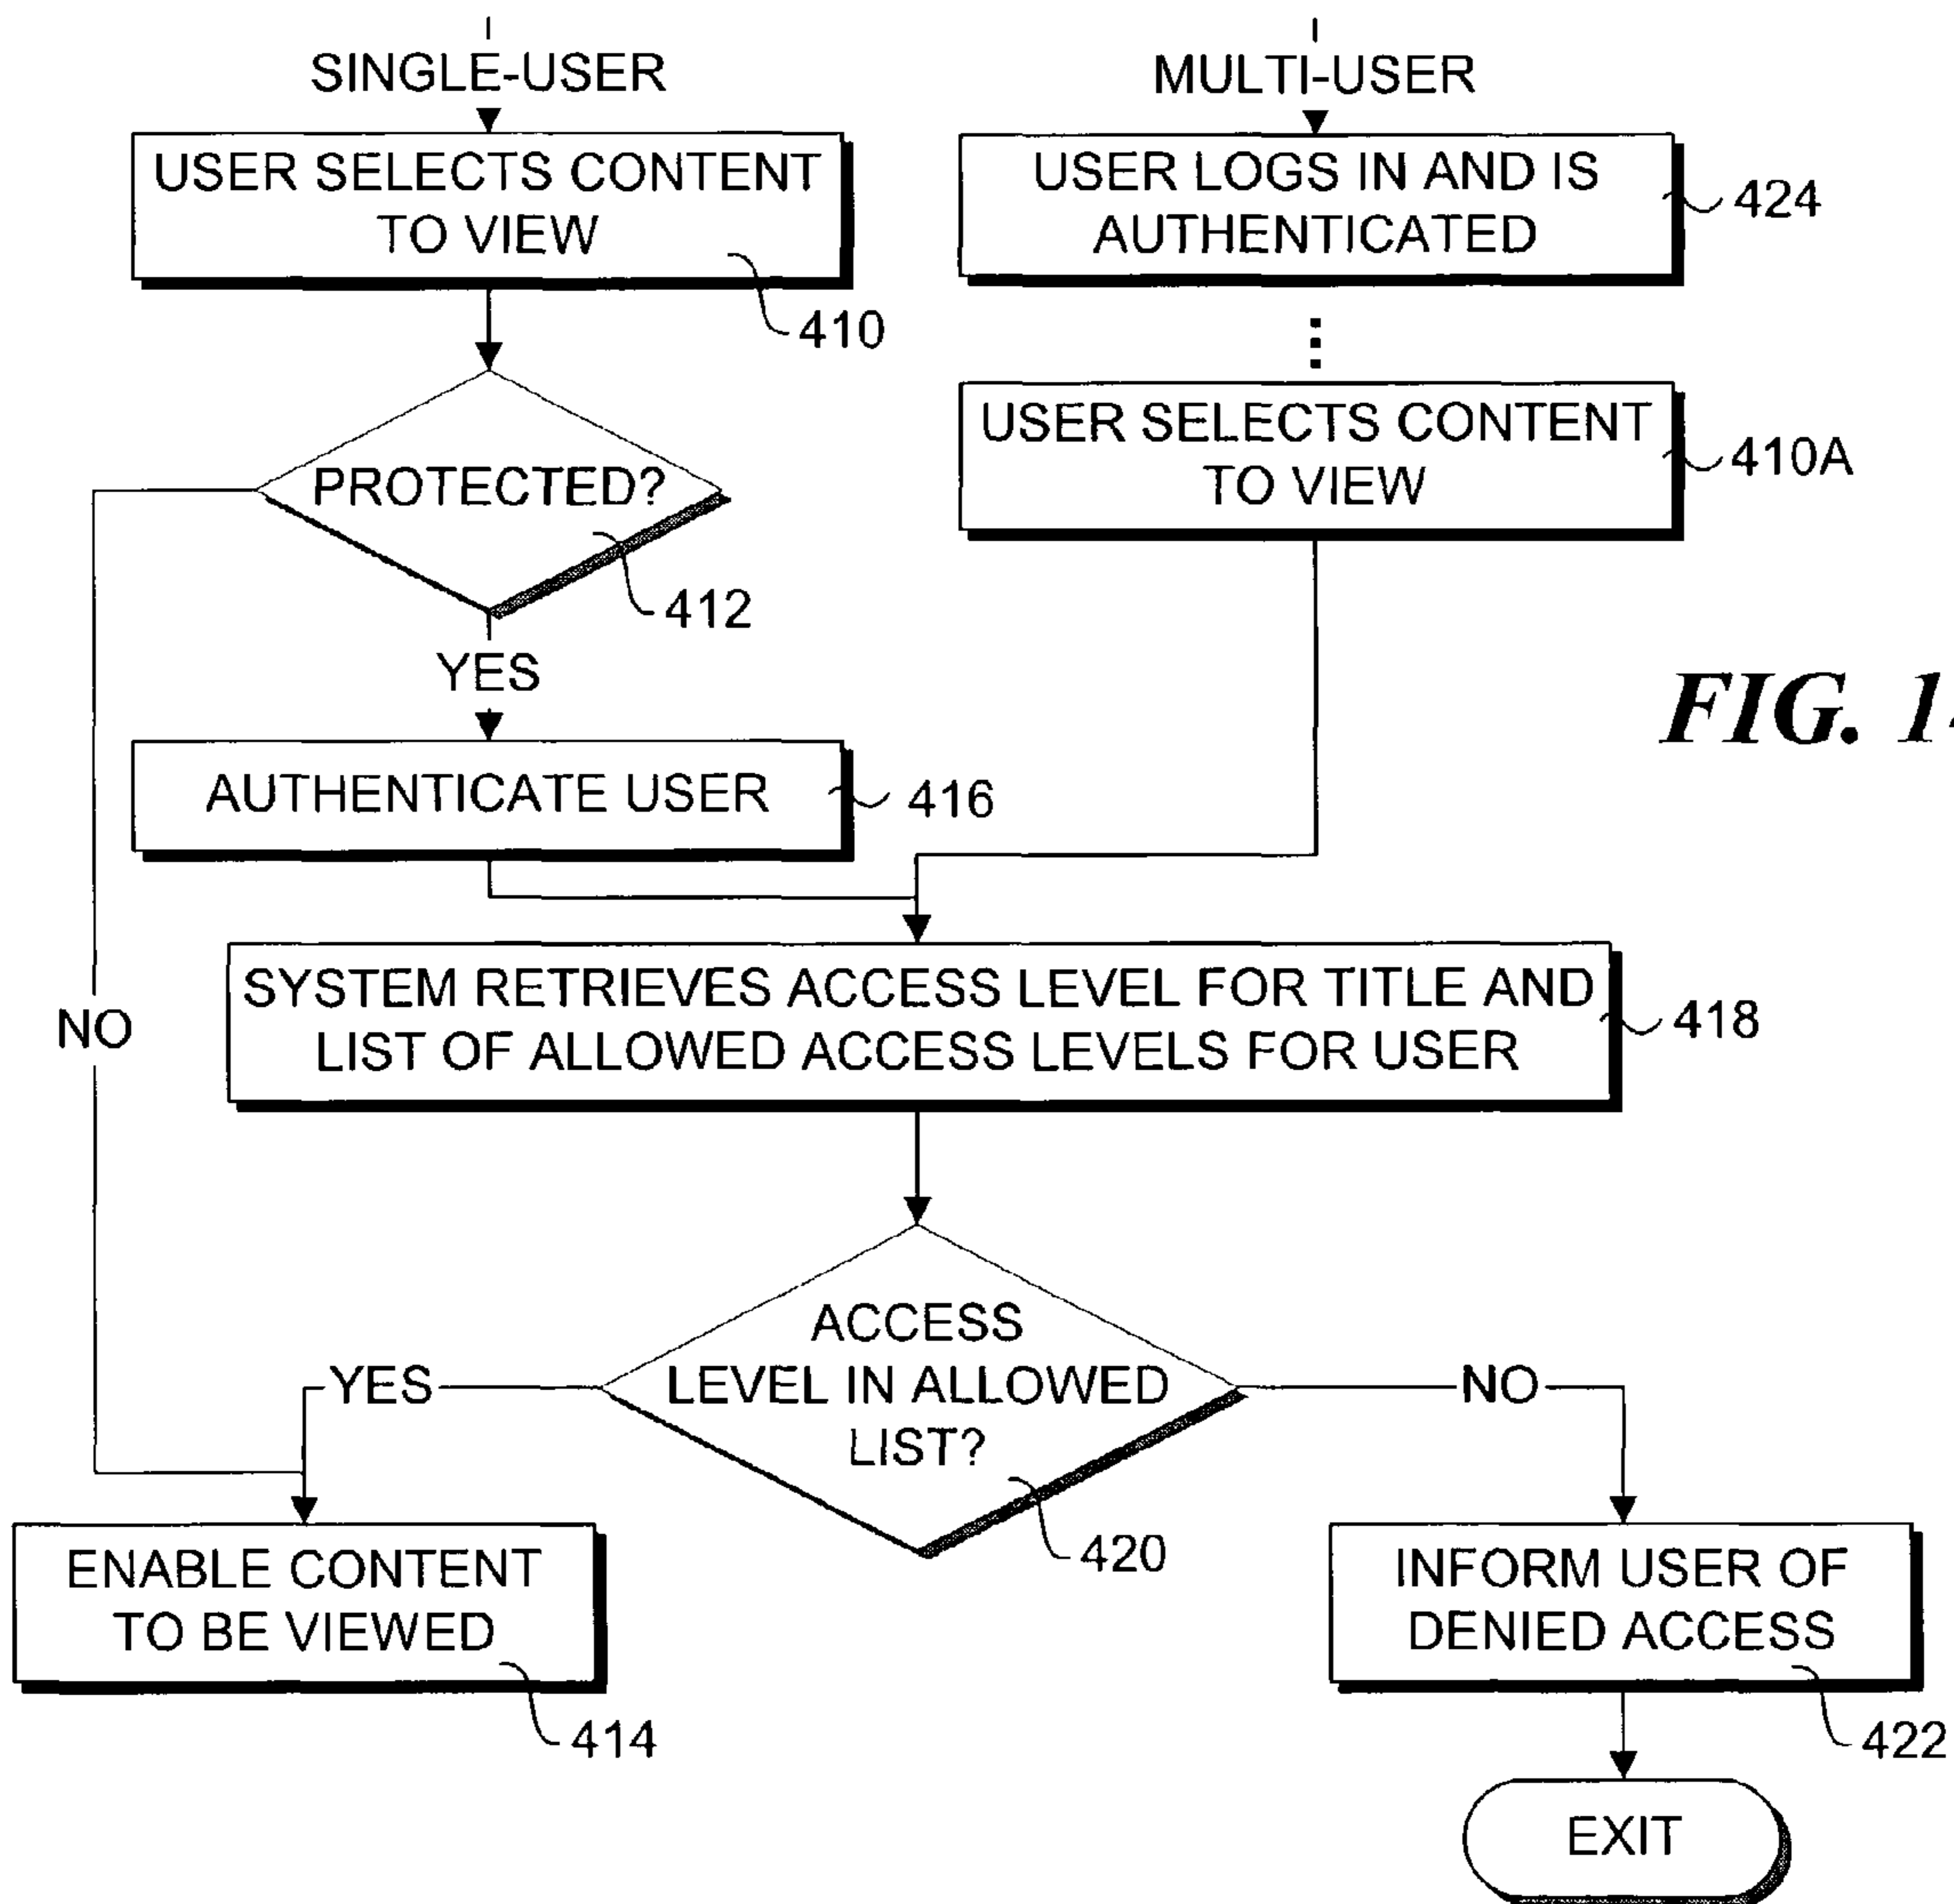 SINGLE-USER
MULTI-USER
USER SELECTS CONTENT
TO VIEW
410
USER LOGS IN AND IS
AUTHENTICATED
424
USER SELECTS CONTENT
TO VIEW
410A
PROTECTED?
412
YES
NO
AUTHENTICATE USER
416
FIG. 1
SYSTEM RETRIEVES ACCESS LEVEL FOR TITLE AND
LIST OF ALLOWED ACCESS LEVELS FOR USER
418
ACCESS
LEVEL IN ALLOWED
LIST?
420
YES
NO
ENABLE CONTENT
TO BE VIEWED
414
INFORM USER OF
DENIED ACCESS
422
EXIT